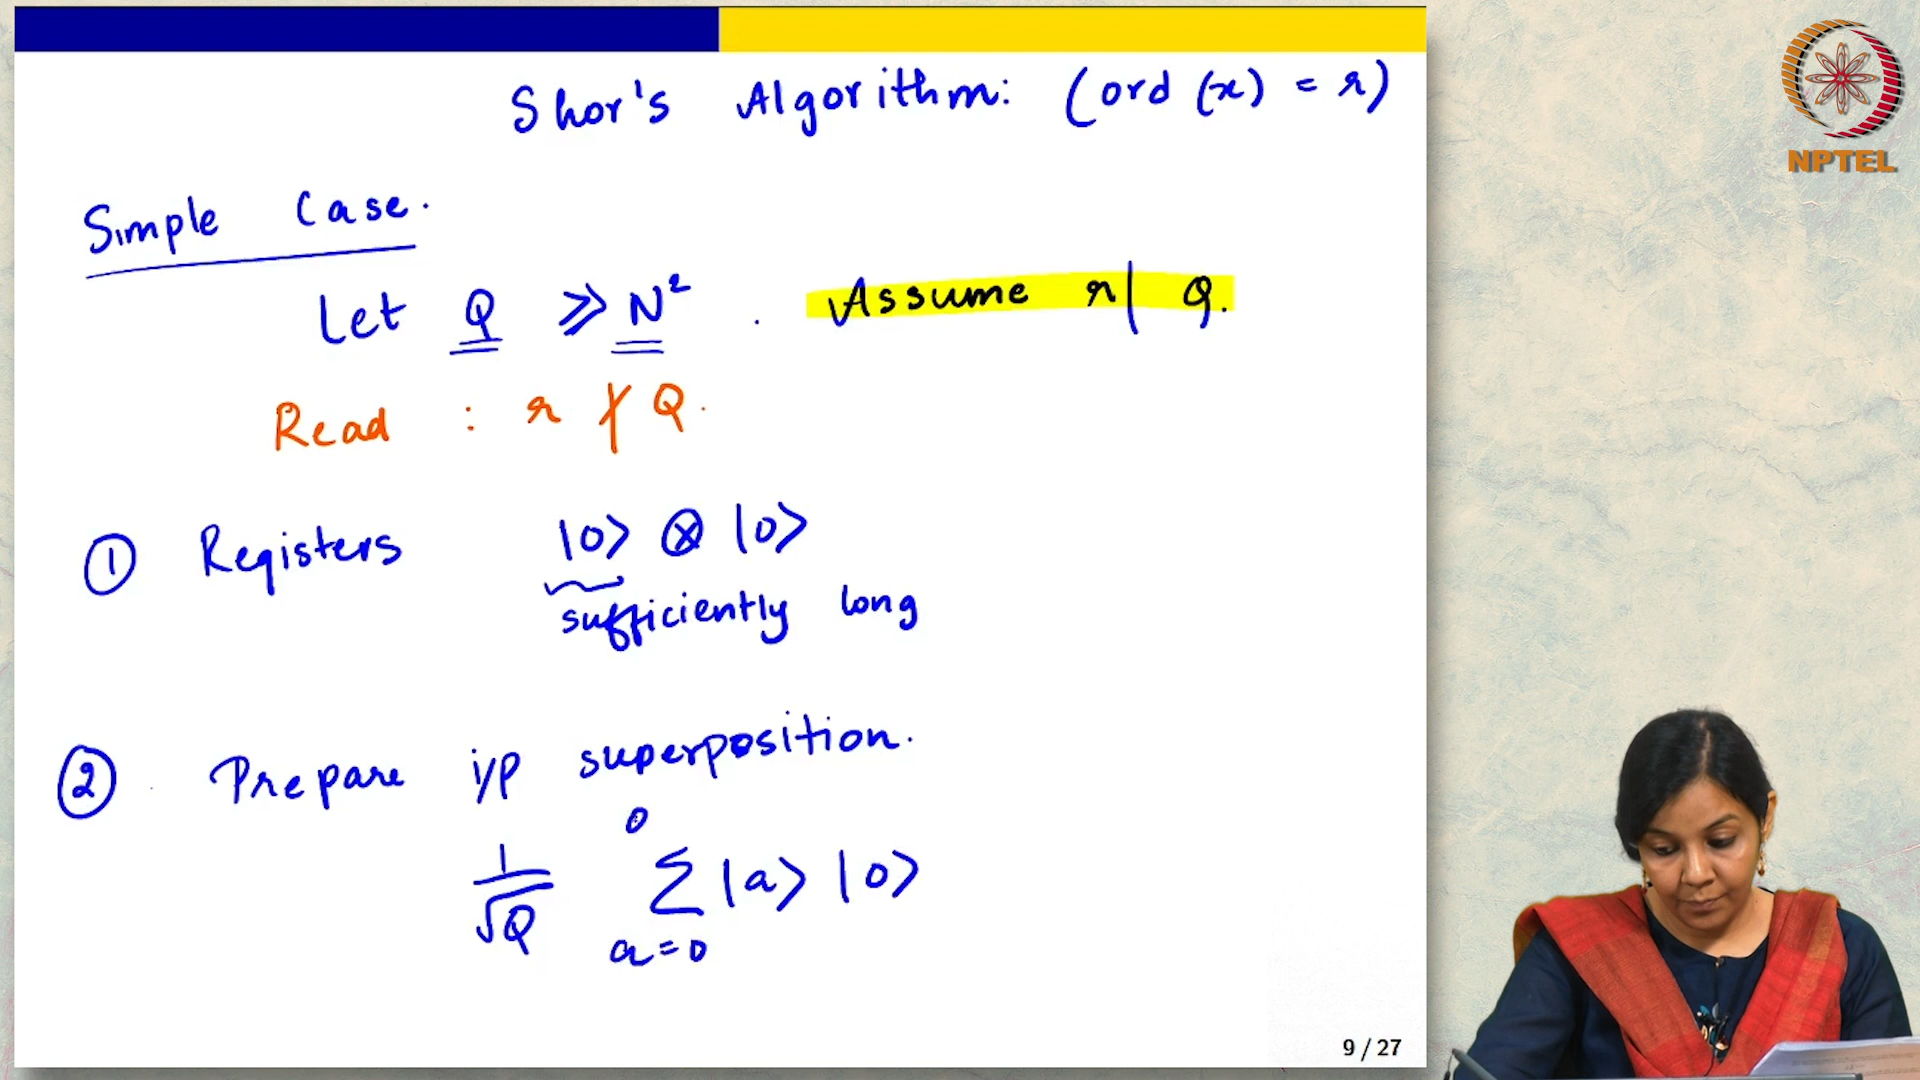 Shor's Algorithm: (ord (x) = r)
NPTEL
Simple Case.
Let Q ≫ N² . Assume r | Q.
Read : r ∤ Q.
① Registers |0> ⊗ |0>
sufficiently long
② . Prepare i/p superposition.
0
1/√Q Σ |a> |0>
a=0
9 / 27